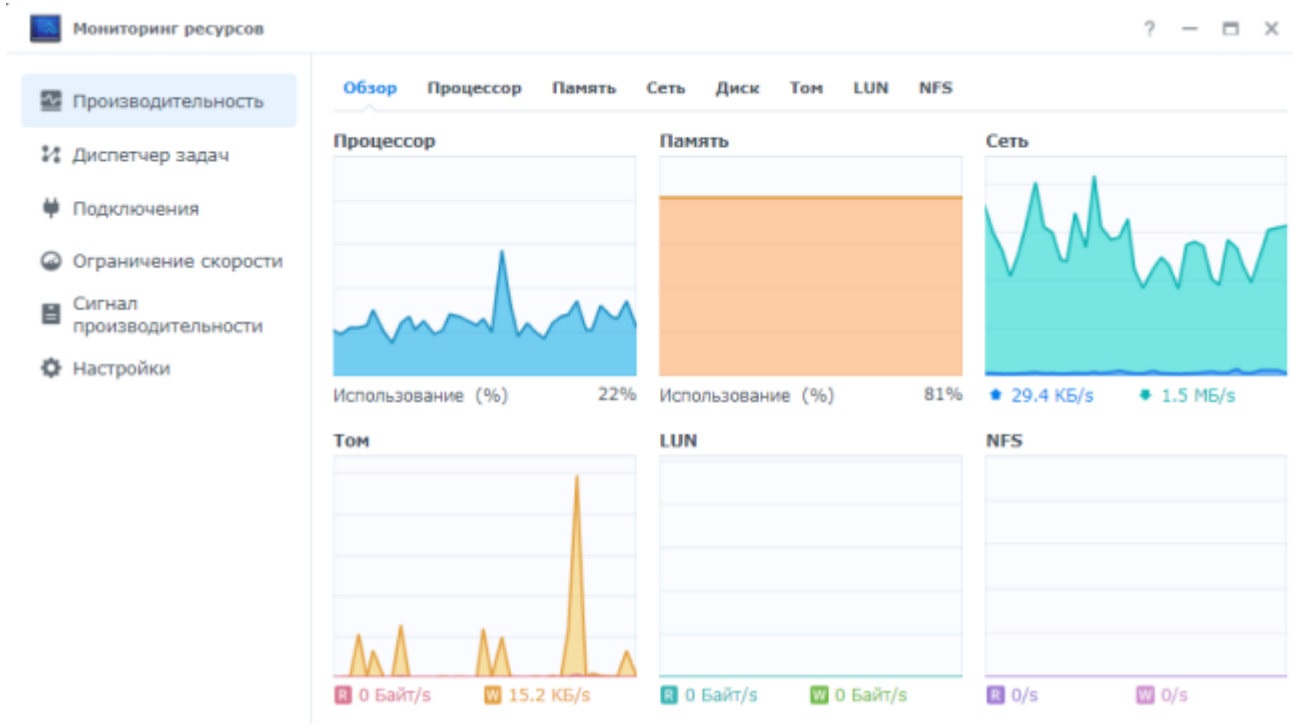 Мониторинг ресурсов
?
Производительность
Диспетчер задач
Подключения
Ограничение скорости
Сигнал
производительности
Настройки
Обзор Процессор Память Сеть Диск Том LUN NFS
Процессор
Использование (%) 22%
Память
Использование (%) 81%
Сеть
29.4 КБ/s 1.5 МБ/s
Том
R 0 Байт/s W 15.2 КБ/s
LUN
R 0 Байт/s W 0 Байт/s
NFS
R 0/s W 0/s